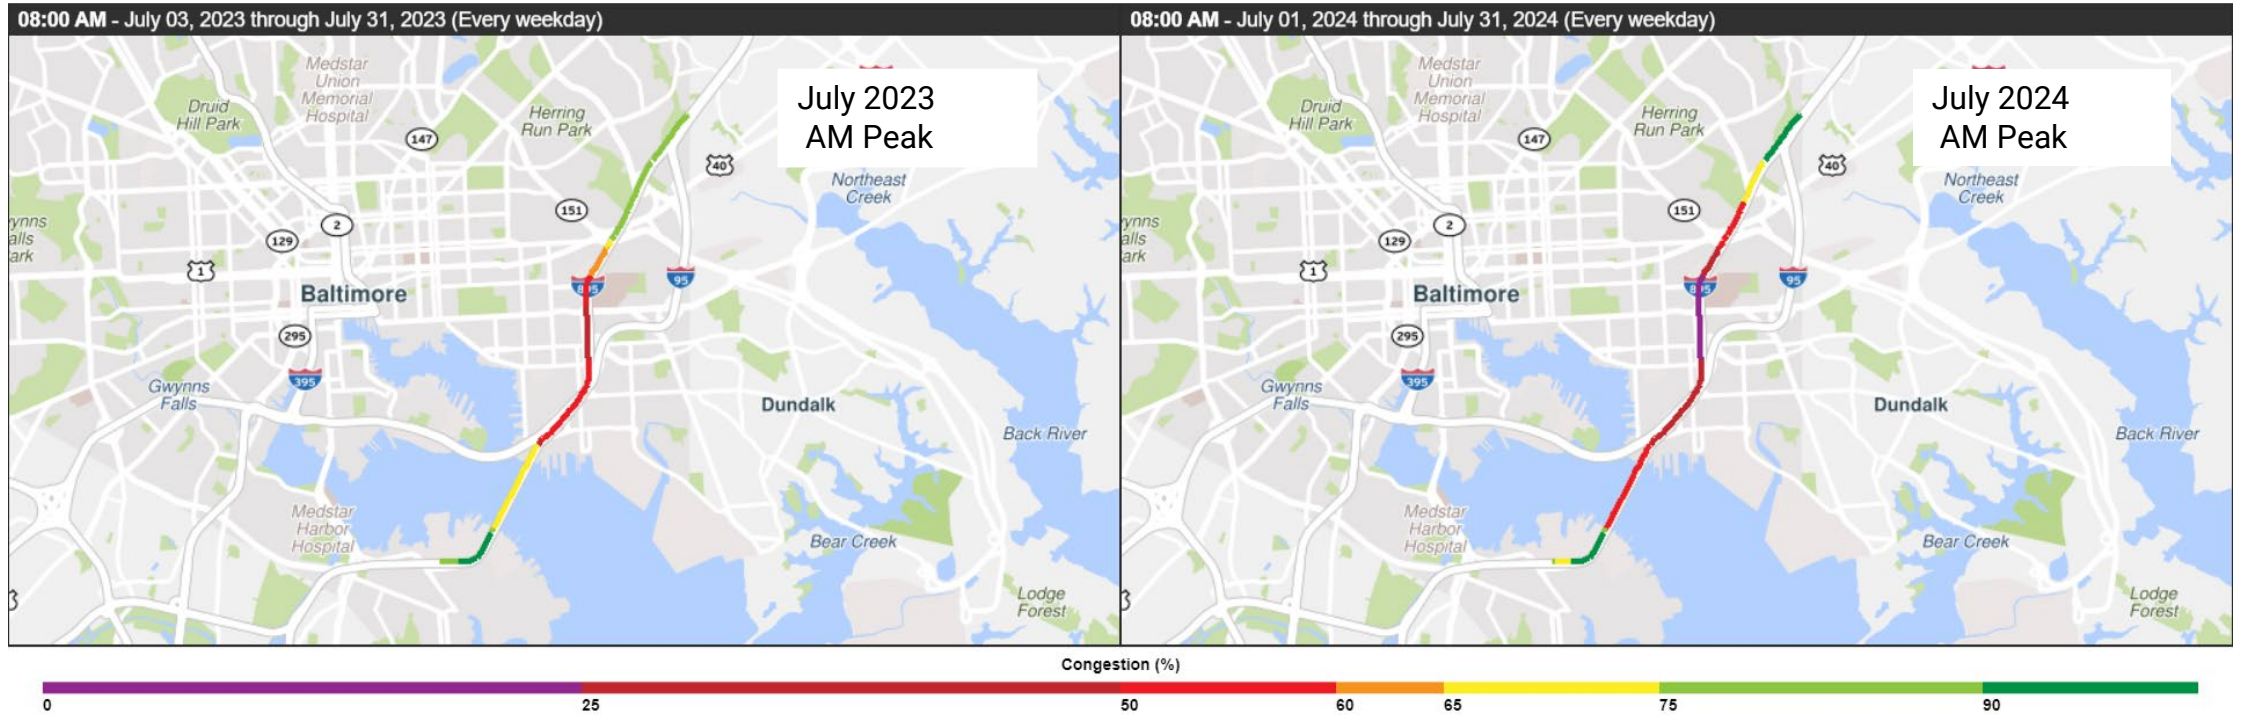 08:00 AM - July 03, 2023 through July 31, 2023 (Every weekday)
July 2023
AM Peak
Medstar
Union
Memorial
Hospital
Druid
Hill Park
147
Herring
Run Park
40
Northeast
Creek
151
2
129
1
895
95
Baltimore
295
395
Gwynns
Falls
Dundalk
Back River
Medstar
Harbor
Hospital
Bear Creek
Lodge
Forest
08:00 AM - July 01, 2024 through July 31, 2024 (Every weekday)
July 2024
AM Peak
Medstar
Union
Memorial
Hospital
Druid
Hill Park
147
Herring
Run Park
40
Northeast
Creek
151
2
129
1
895
95
Baltimore
295
395
Gwynns
Falls
Dundalk
Back River
Medstar
Harbor
Hospital
Bear Creek
Lodge
Forest
Congestion (%)
0 25 50 60 65 75 90